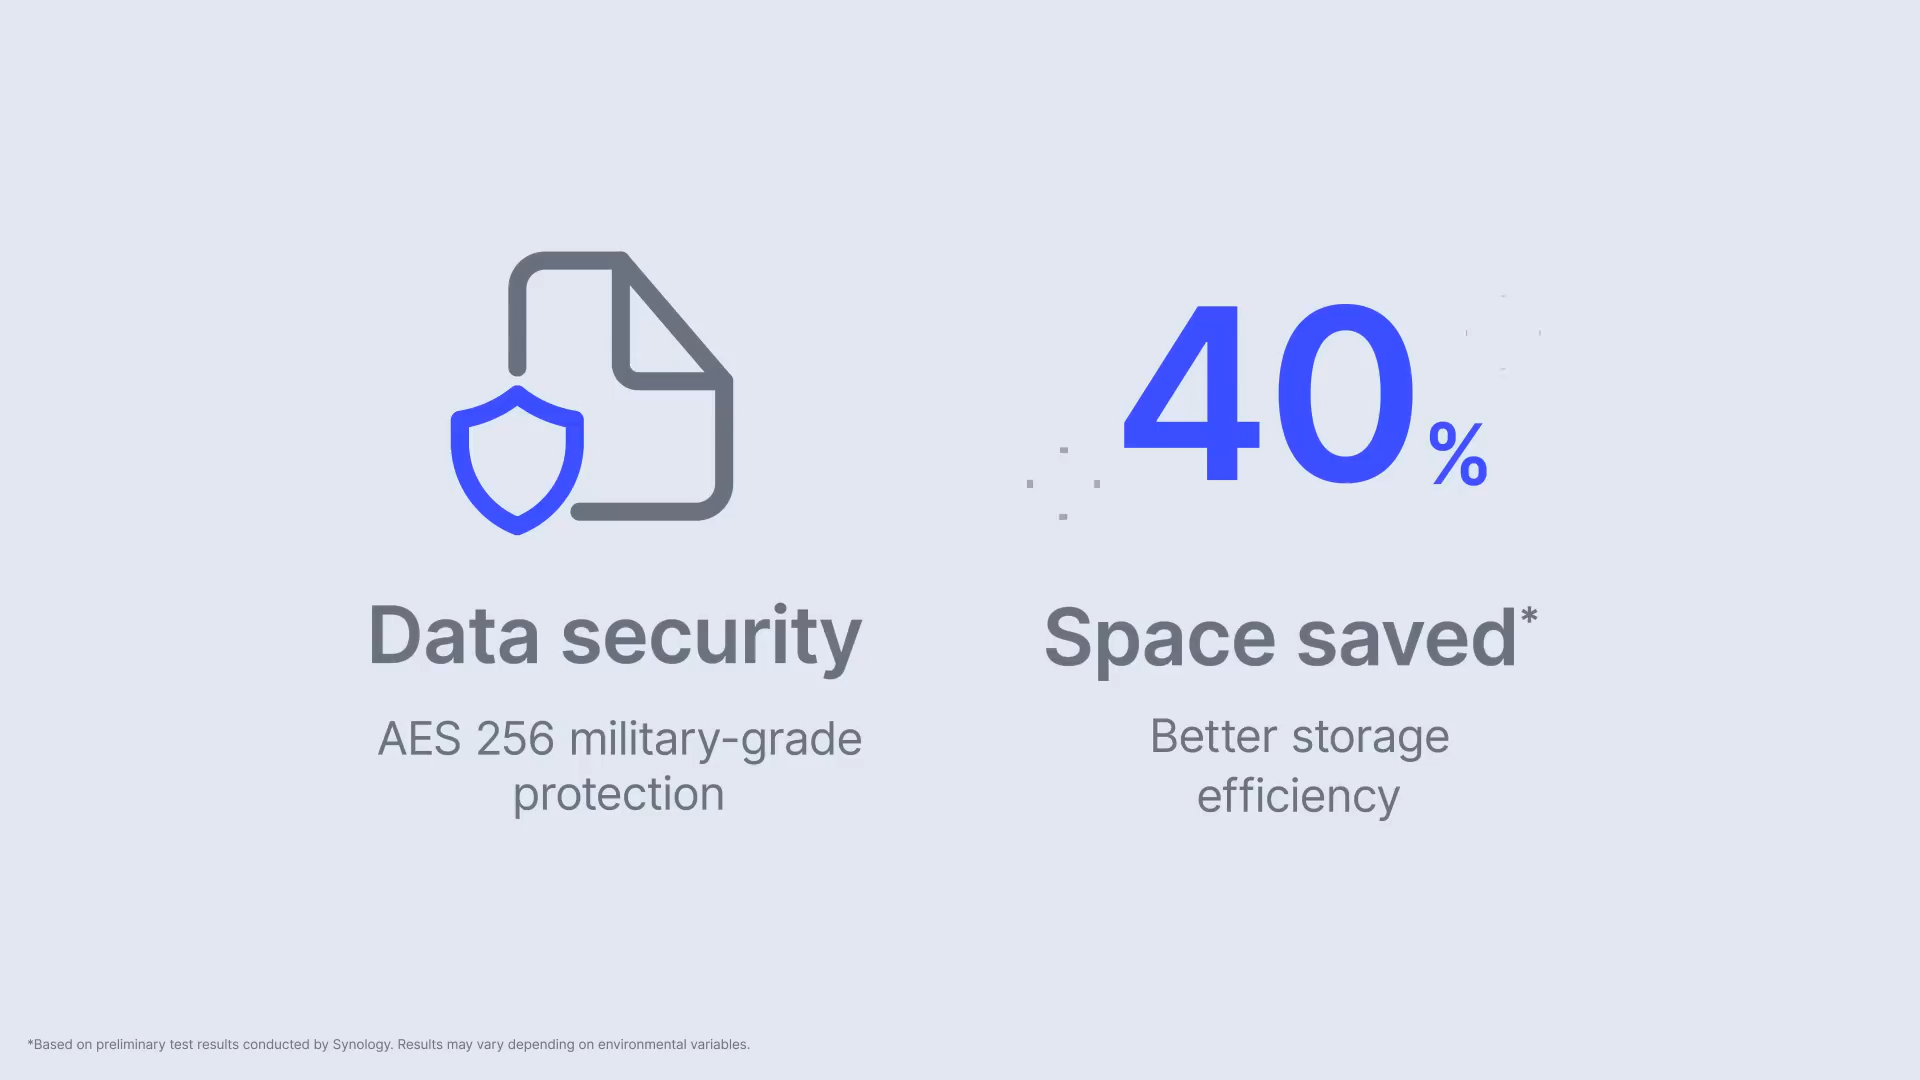 Data security
AES 256 military-grade
protection
40%
Space saved*
Better storage
efficiency
*Based on preliminary test results conducted by Synology. Results may vary depending on environmental variables.